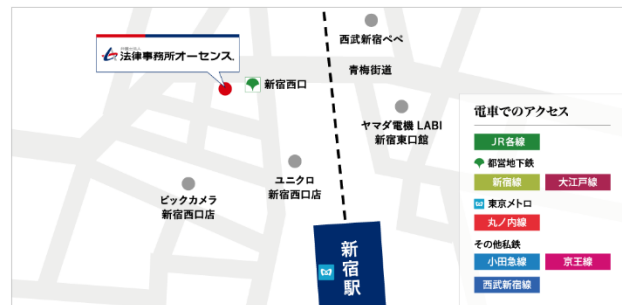 西武新宿ペペ
法律事務所オーセンス
青梅街道
新宿西口
ヤマダ電機 LABI
新宿東口館
ユニクロ
新宿西口店
ビックカメラ
新宿西口店
新宿駅
電車でのアクセス
JR各線
都営地下鉄
新宿線
大江戸線
東京メトロ
丸ノ内線
その他私鉄
小田急線
京王線
西武新宿線